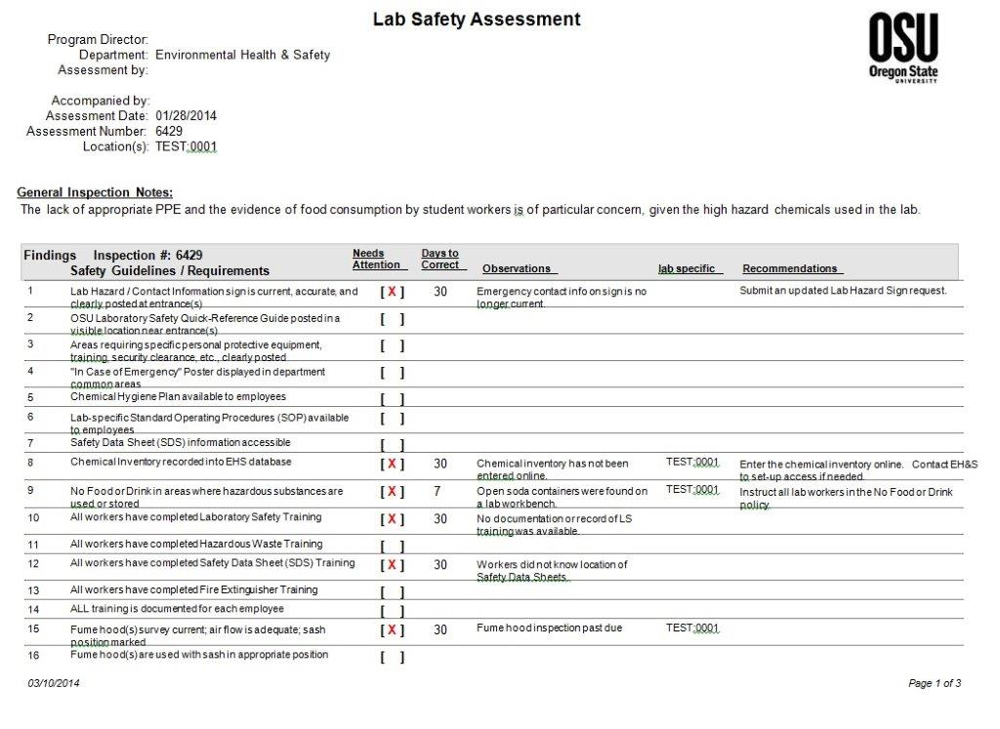 Lab Safety Assessment
OSU
Oregon State
UNIVERSITY
Program Director:
Department: Environmental Health & Safety
Assessment by:
Accompanied by:
Assessment Date: 01/28/2014
Assessment Number: 6429
Location(s): TEST:0001
General Inspection Notes:
The lack of appropriate PPE and the evidence of food consumption by student workers is of particular concern, given the high hazard chemicals used in the lab.
Findings Inspection #: 6429 Needs Days to
Safety Guidelines / Requirements Attention Correct Observations lab specific Recommendations
1 Lab Hazard / Contact Information sign is current, accurate, and [ X ] 30 Emergency contact info on sign is no Submit an updated Lab Hazard Sign request.
clearly posted at entrance(s) longer current.
2 OSU Laboratory Safety Quick-Reference Guide posted in a [ ]
visible location near entrance(s)
3 Areas requiring specific personal protective equipment, [ ]
training, security clearance, etc., clearly posted
4 "In Case of Emergency" Poster displayed in department [ ]
common areas
5 Chemical Hygiene Plan available to employees [ ]
6 Lab-specific Standard Operating Procedures (SOP) available [ ]
to employees
7 Safety Data Sheet (SDS) information accessible [ ]
8 Chemical Inventory recorded into EHS database [ X ] 30 Chemical inventory has not been TEST:0001 Enter the chemical inventory online. Contact EH&S
entered online. to set-up access if needed.
9 No Food or Drink in areas where hazardous substances are [ X ] 7 Open soda containers were found on TEST:0001 Instruct all lab workers in the No Food or Drink
used or stored a lab workbench. policy.
10 All workers have completed Laboratory Safety Training [ X ] 30 No documentation or record of LS
training was available.
11 All workers have completed Hazardous Waste Training [ ]
12 All workers have completed Safety Data Sheet (SDS) Training [ X ] 30 Workers did not know location of
Safety Data Sheets.
13 All workers have completed Fire Extinguisher Training [ ]
14 ALL training is documented for each employee [ ]
15 Fume hood(s) survey current; air flow is adequate; sash [ X ] 30 Fume hood inspection past due TEST:0001
position marked
16 Fume hood(s) are used with sash in appropriate position [ ]
03/10/2014 Page 1 of 3